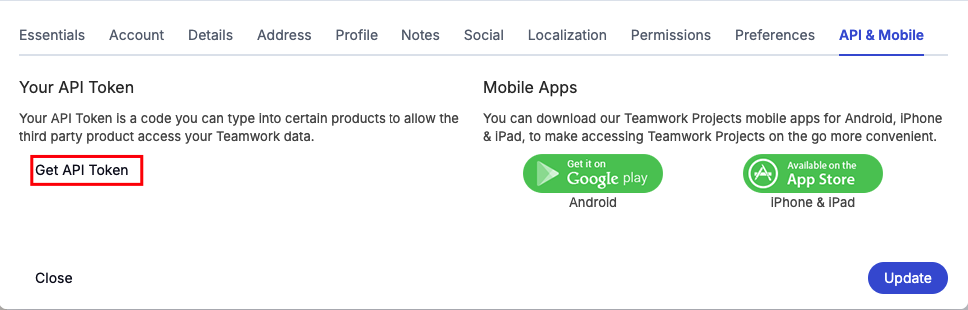 Essentials Account Details Address Profile Notes Social Localization Permissions Preferences API & Mobile
Your API Token
Your API Token is a code you can type into certain products to allow the
third party product access your Teamwork data.
Get API Token
Mobile Apps
You can download our Teamwork Projects mobile apps for Android, iPhone
& iPad, to make accessing Teamwork Projects on the go more convenient.
Get it on
Google play
Android
Available on the
App Store
iPhone & iPad
Close
Update